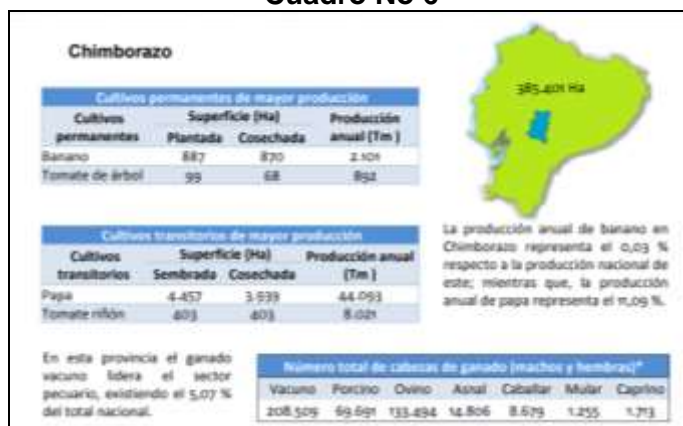 Cuadro No 6
Chimborazo
385.401 Ha
Cultivos permanentes de mayor producción
Cultivos permanentes Superficie (Ha) Producción anual (Tm )
Plantada Cosechada
Banano 887 870 2.101
Tomate de árbol 99 68 892
Cultivos transitorios de mayor producción
Cultivos transitorios Superficie (Ha) Producción anual (Tm )
Sembrada Cosechada
Papa 4.457 3.939 44.093
Tomate riñón 403 403 8.021
La producción anual de banano en
Chimborazo representa el 0,03 %
respecto a la producción nacional de
este; mientras que, la producción
anual de papa representa el 11,09 %.
En esta provincia el ganado
vacuno lidera el sector
pecuario, existiendo el 5,07 %
del total nacional.
Número total de cabezas de ganado (machos y hembras)*
Vacuno Porcino Ovino Asnal Caballar Mular Caprino
208.509 69.691 133.494 14.806 8.679 1.255 1.713